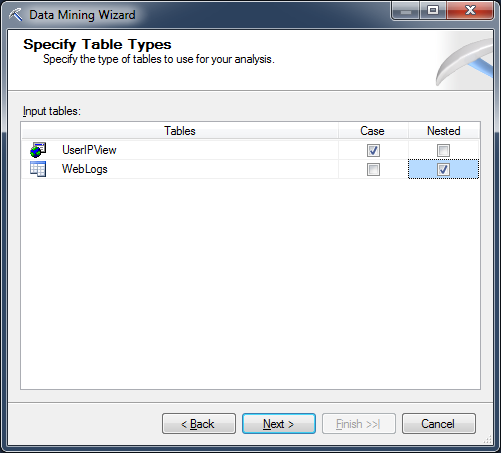 Data Mining Wizard
Specify Table Types
Specify the type of tables to use for your analysis.
Input tables:
Tables Case Nested
UserIPView
WebLogs
< Back Next > Finish >>| Cancel